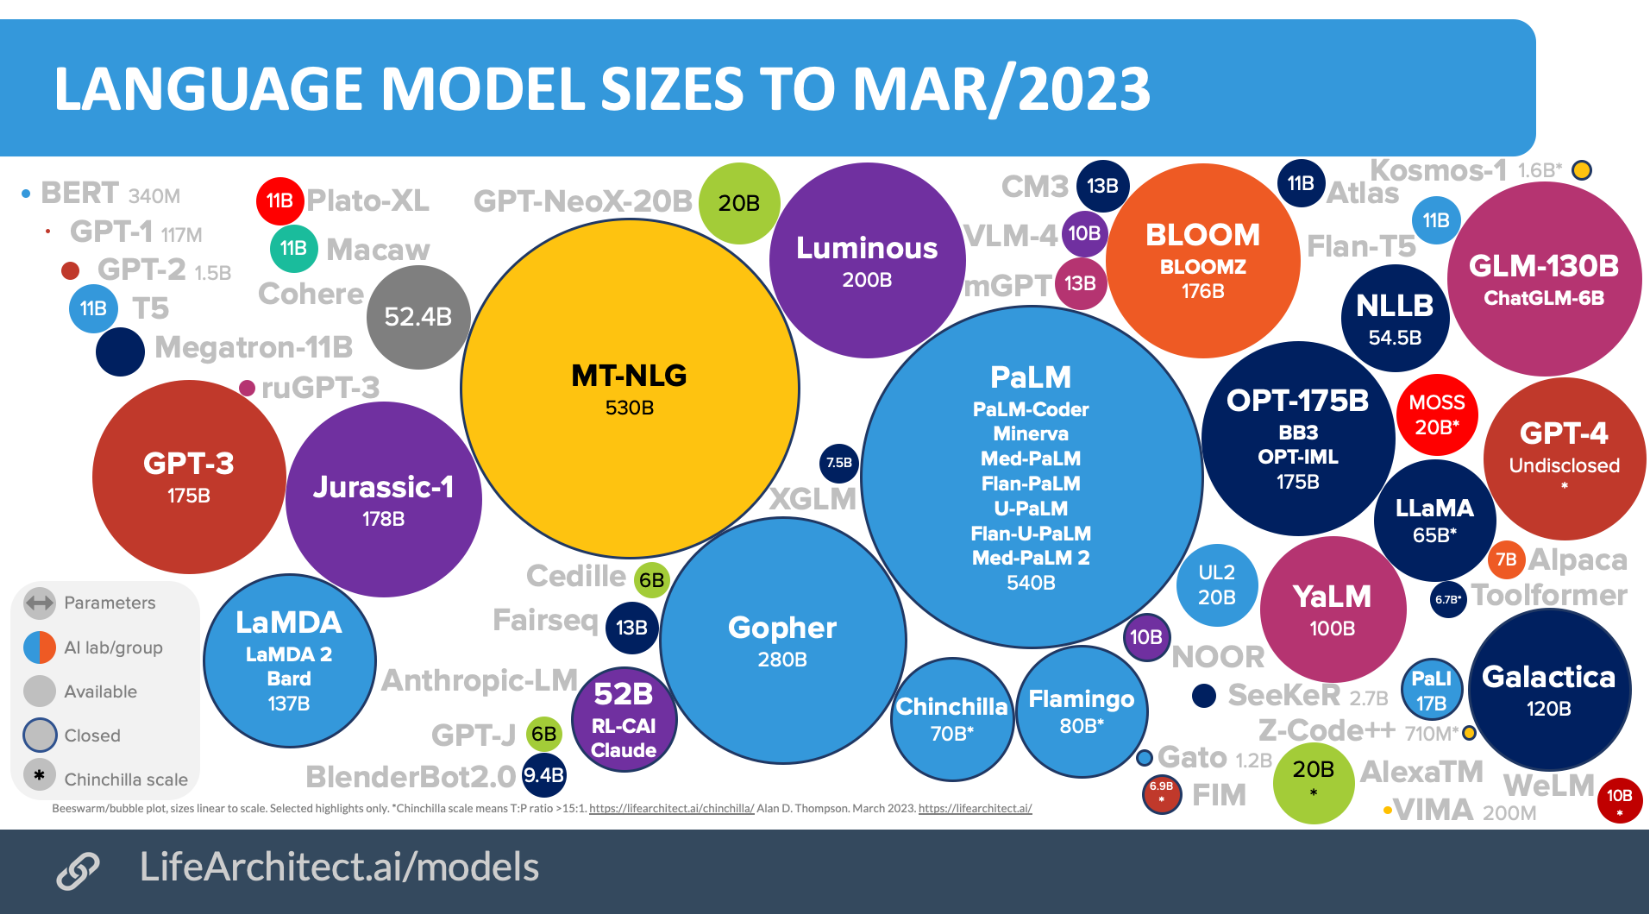 LANGUAGE MODEL SIZES TO MAR/2023
BERT 340M
GPT-1 117M
GPT-2 1.5B
11B T5
Megatron-11B
ruGPT-3
11B Plato-XL
11B Macaw
Cohere
52.4B
GPT-NeoX-20B 20B
MT-NLG
530B
Luminous
200B
CM3 13B
VLM-4 10B
mGPT 13B
BLOOM
BLOOMZ
176B
11B Atlas
Kosmos-1 1.6B*
Flan-T5 11B
NLLB
54.5B
GLM-130B
ChatGLM-6B
GPT-3
175B
Jurassic-1
178B
7.5B
XGLM
PaLM
PaLM-Coder
Minerva
Med-PaLM
Flan-PaLM
U-PaLM
Flan-U-PaLM
Med-PaLM 2
540B
OPT-175B
BB3
OPT-IML
175B
MOSS
20B*
GPT-4
Undisclosed
*
LLaMA
65B*
7B Alpaca
6.7B* Toolformer
UL2
20B
YaLM
100B
LaMDA
LaMDA 2
Bard
137B
Cedille 6B
Fairseq 13B
Gopher
280B
Anthropic-LM
52B
RL-CAI
Claude
GPT-J 6B
BlenderBot2.0 9.4B
Chinchilla
70B*
Flamingo
80B*
10B
NOOR
SeeKeR 2.7B
PaLI
17B
Galactica
120B
Z-Code++ 710M*
Gato 1.2B
6.9B
*
FIM
20B
*
AlexaTM
VIMA 200M
WeLM
10B
*
Parameters
AI lab/group
Available
Closed
* Chinchilla scale
Beeswarm/bubble plot, sizes linear to scale. Selected highlights only. *Chinchilla scale means T:P ratio >15:1. https://lifearchitect.ai/chinchilla/ Alan D. Thompson. March 2023. https://lifearchitect.ai/
LifeArchitect.ai/models